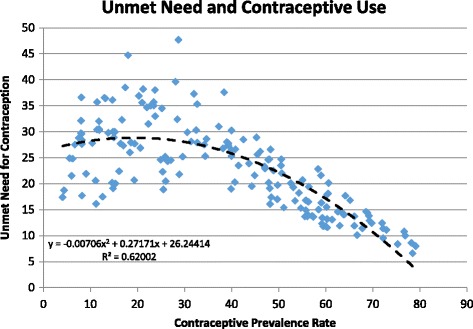 Unmet Need and Contraceptive Use
50
45
40
35
30
25
20
15
10
5
0
Unmet Need for Contraception
y = -0.00706x² + 0.27171x + 26.24414
R² = 0.62002
0 10 20 30 40 50 60 70 80 90
Contraceptive Prevalence Rate